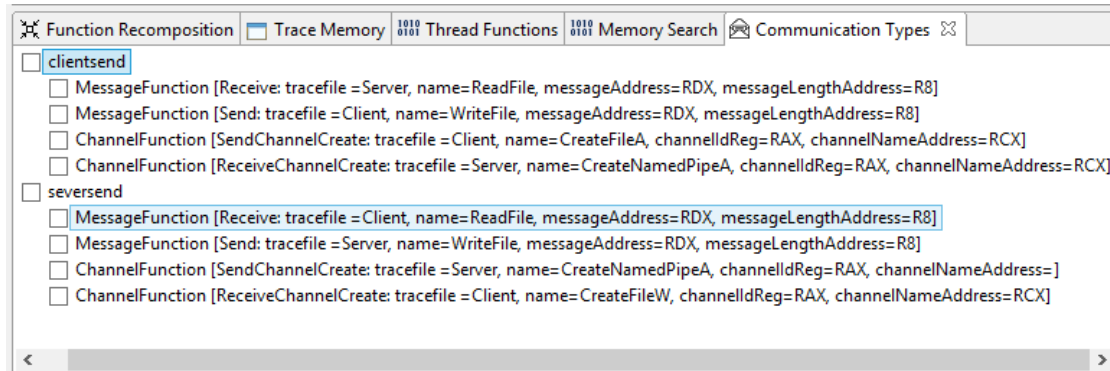 Function Recomposition Trace Memory 1010 0101 Thread Functions 1010 0101 Memory Search Communication Types
clientsend
MessageFunction [Receive: tracefile =Server, name=ReadFile, messageAddress=RDX, messageLengthAddress=R8]
MessageFunction [Send: tracefile =Client, name=WriteFile, messageAddress=RDX, messageLengthAddress=R8]
ChannelFunction [SendChannelCreate: tracefile =Client, name=CreateFileA, channelIdReg=RAX, channelNameAddress=RCX]
ChannelFunction [ReceiveChannelCreate: tracefile =Server, name=CreateNamedPipeA, channelIdReg=RAX, channelNameAddress=RCX]
seversend
MessageFunction [Receive: tracefile =Client, name=ReadFile, messageAddress=RDX, messageLengthAddress=R8]
MessageFunction [Send: tracefile =Server, name=WriteFile, messageAddress=RDX, messageLengthAddress=R8]
ChannelFunction [SendChannelCreate: tracefile =Server, name=CreateNamedPipeA, channelIdReg=RAX, channelNameAddress=]
ChannelFunction [ReceiveChannelCreate: tracefile =Client, name=CreateFileW, channelIdReg=RAX, channelNameAddress=RCX]